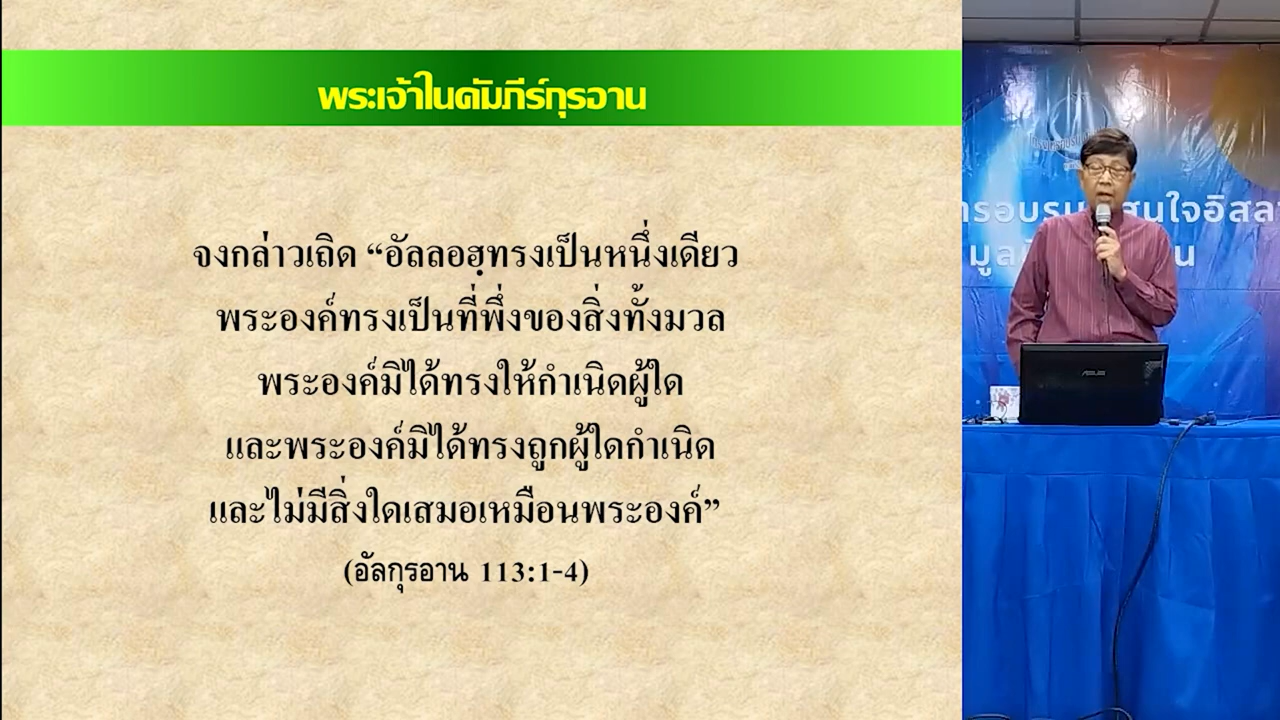 พระเจ้าในคัมภีร์กุรอาน
จงกล่าวเถิด “อัลลอฮฺทรงเป็นหนึ่งเดียว
พระองค์ทรงเป็นที่พึ่งของสิ่งทั้งมวล
พระองค์มิได้ทรงให้กำเนิดผู้ใด
และพระองค์มิได้ทรงถูกผู้ใดกำเนิด
และไม่มีสิ่งใดเสมอเหมือนพระองค์”
(อัลกุรอาน 113:1-4)
ASUS